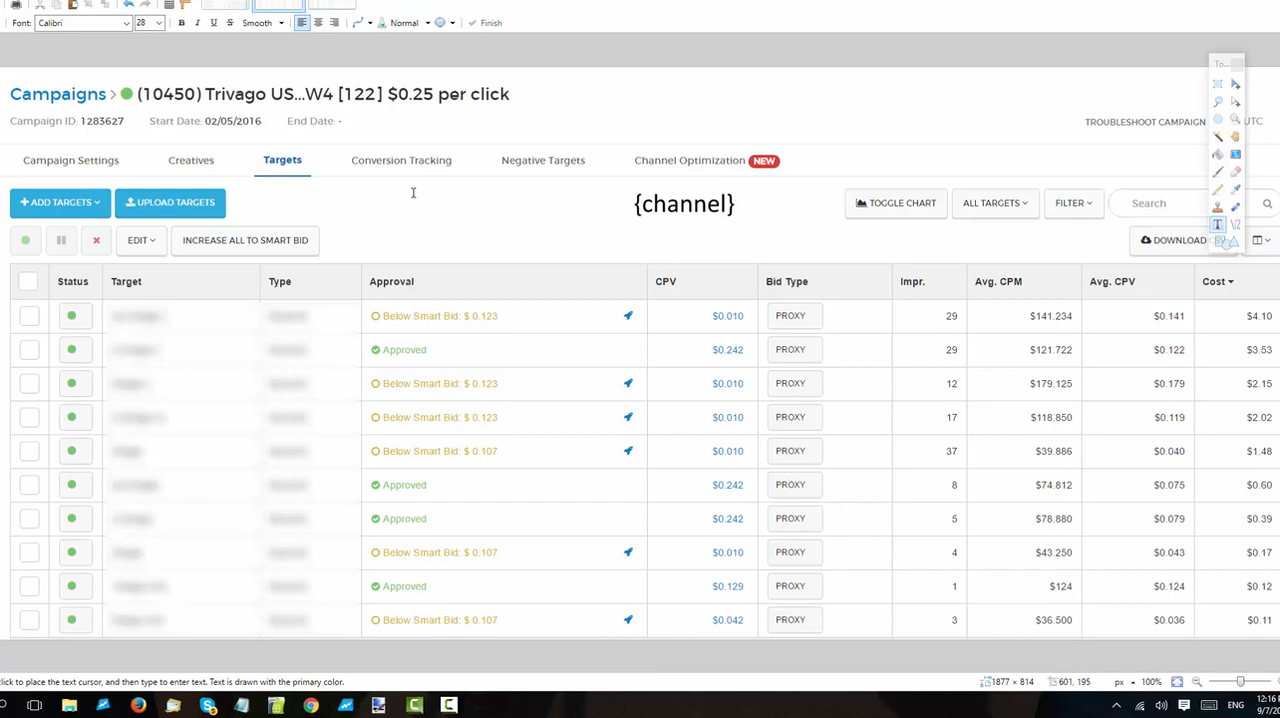 Font: Calibri 28 B I U S Smooth Normal Finish
To...
Campaigns > (10450) Trivago US...W4 [122] $0.25 per click
Campaign ID: 1283627 Start Date: 02/05/2016 End Date: -
TROUBLESHOOT CAMPAIGN UTC
Campaign Settings Creatives Targets Conversion Tracking Negative Targets Channel Optimization NEW
+ ADD TARGETS UPLOAD TARGETS {channel} TOGGLE CHART ALL TARGETS FILTER Search
EDIT INCREASE ALL TO SMART BID DOWNLOAD
Status Target Type Approval CPV Bid Type Impr. Avg. CPM Avg. CPV Cost
Below Smart Bid: $ 0.123 $0.010 PROXY 29 $141.234 $0.141 $4.10
Approved $0.242 PROXY 29 $121.722 $0.122 $3.53
Below Smart Bid: $ 0.123 $0.010 PROXY 12 $179.125 $0.179 $2.15
Below Smart Bid: $ 0.123 $0.010 PROXY 17 $118.850 $0.119 $2.02
Below Smart Bid: $ 0.107 $0.010 PROXY 37 $39.886 $0.040 $1.48
Approved $0.242 PROXY 8 $74.812 $0.075 $0.60
Approved $0.242 PROXY 5 $78.880 $0.079 $0.39
Below Smart Bid: $ 0.107 $0.010 PROXY 4 $43.250 $0.043 $0.17
Approved $0.129 PROXY 1 $124 $0.124 $0.12
Below Smart Bid: $ 0.107 $0.042 PROXY 3 $36.500 $0.036 $0.11
click to place the text cursor, and then type to enter text. Text is drawn with the primary color. 1877 × 814 601, 195 px 100%
ENG 12:16
9/7/20